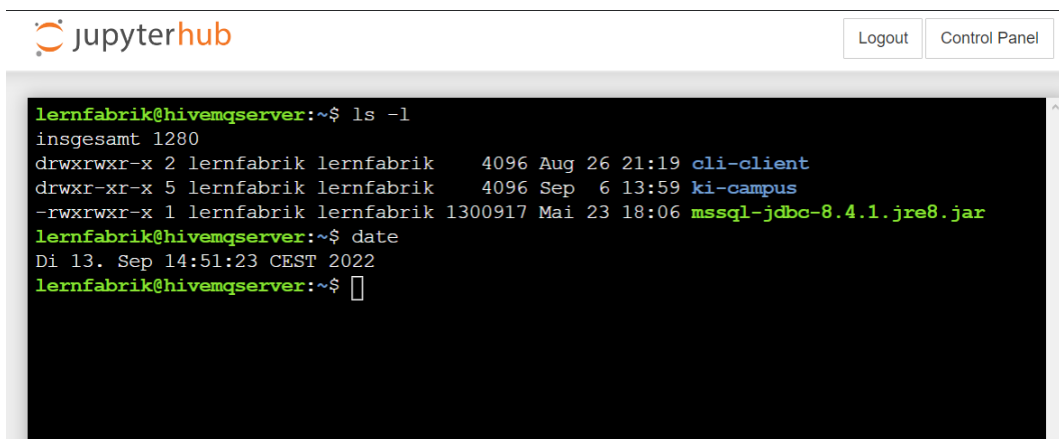 jupyterhub
Logout
Control Panel
lernfabrik@hivemqserver:~$ ls -l
insgesamt 1280
drwxrwxr-x 2 lernfabrik lernfabrik    4096 Aug 26 21:19 cli-client
drwxr-xr-x 5 lernfabrik lernfabrik    4096 Sep  6 13:59 ki-campus
-rwxrwxr-x 1 lernfabrik lernfabrik 1300917 Mai 23 18:06 mssql-jdbc-8.4.1.jre8.jar
lernfabrik@hivemqserver:~$ date
Di 13. Sep 14:51:23 CEST 2022
lernfabrik@hivemqserver:~$